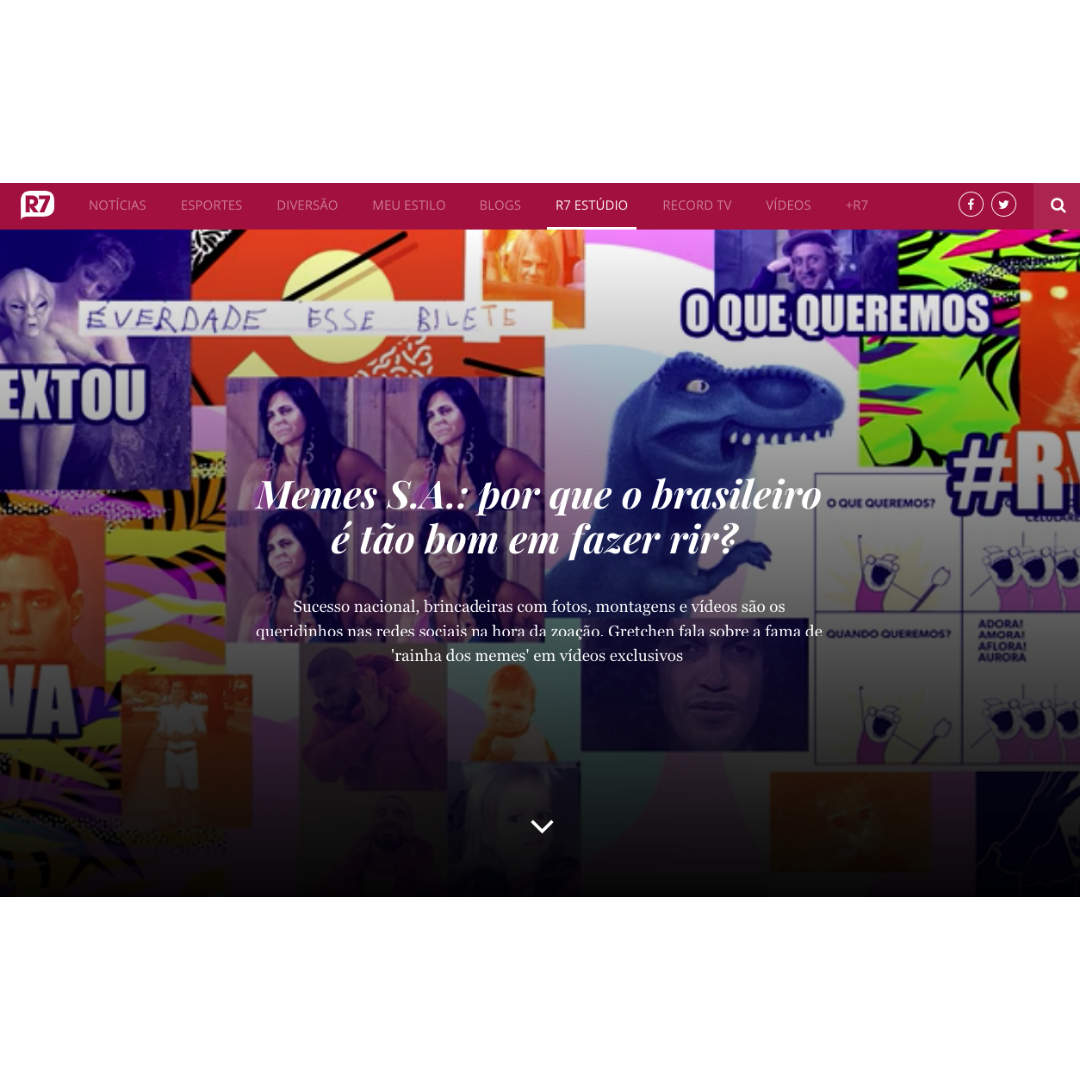 R7
NOTÍCIAS
ESPORTES
DIVERSÃO
MEU ESTILO
BLOGS
R7 ESTÚDIO
RECORD TV
VÍDEOS
+R7
ÉVERDADE ESSE BILETE
O QUE QUEREMOS
EXTOU
#RY
Memes S.A.: por que o brasileiro
é tão bom em fazer rir?
O QUE QUEREMOS?
Sucesso nacional, brincadeiras com fotos, montagens e vídeos são os
queridinhos nas redes sociais na hora da zoação. Gretchen fala sobre a fama de
'rainha dos memes' em vídeos exclusivos
QUANDO QUEREMOS?
ADORA!
AMORA!
AFLORA!
AURORA
VA